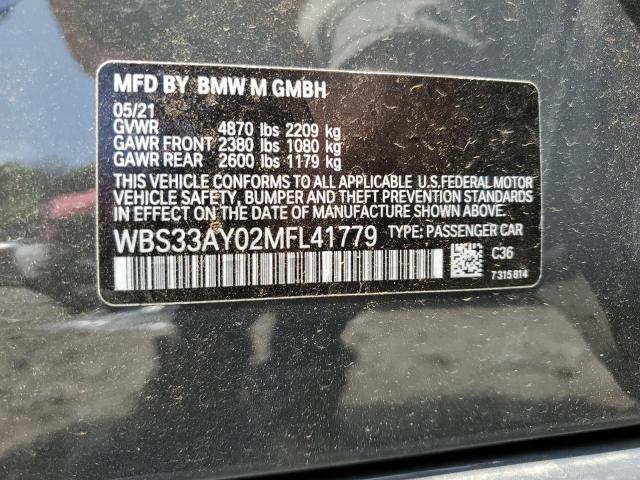 MFD BY BMW M GMBH
05/21
GVWR 4870 lbs 2209 kg
GAWR FRONT 2380 lbs 1080 kg
GAWR REAR 2600 lbs 1179 kg
THIS VEHICLE CONFORMS TO ALL APPLICABLE U.S.FEDERAL MOTOR
VEHICLE SAFETY, BUMPER AND THEFT PREVENTION STANDARDS
IN EFFECT ON THE DATE OF MANUFACTURE SHOWN ABOVE.
WBS33AY02MFL41779 TYPE: PASSENGER CAR
C36
7315814